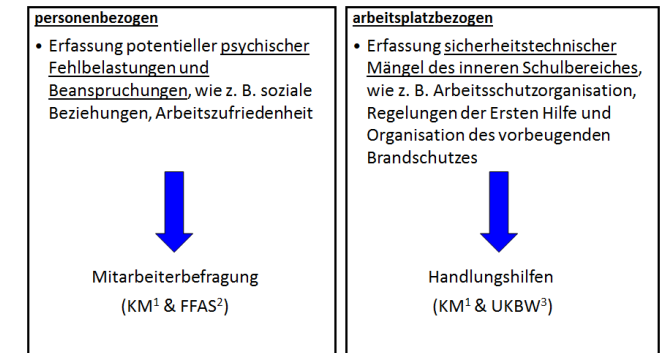 personenbezogen
• Erfassung potentieller psychischer
Fehlbelastungen und
Beanspruchungen, wie z. B. soziale
Beziehungen, Arbeitszufriedenheit
Mitarbeiterbefragung
(KM¹ & FFAS²)
arbeitsplatzbezogen
• Erfassung sicherheitstechnischer
Mängel des inneren Schulbereiches,
wie z. B. Arbeitsschutzorganisation,
Regelungen der Ersten Hilfe und
Organisation des vorbeugenden
Brandschutzes
Handlungshilfen
(KM¹ & UKBW³)